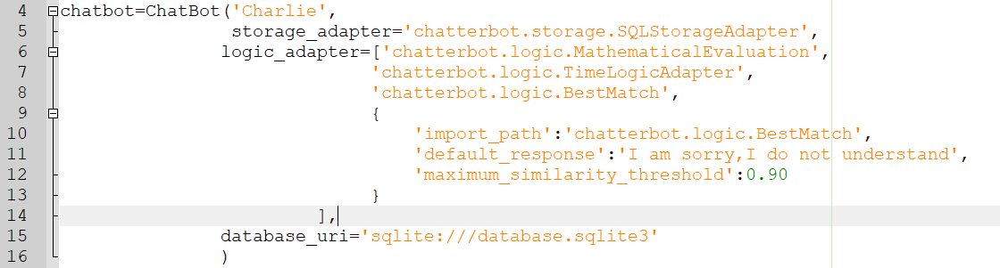 4 chatbot=ChatBot('Charlie',
5 storage_adapter='chatterbot.storage.SQLStorageAdapter',
6 logic_adapter=['chatterbot.logic.MathematicalEvaluation',
7 'chatterbot.logic.TimeLogicAdapter',
8 'chatterbot.logic.BestMatch',
9 {
10 'import_path':'chatterbot.logic.BestMatch',
11 'default_response':'I am sorry,I do not understand',
12 'maximum_similarity_threshold':0.90
13 }
14 ],
15 database_uri='sqlite:///database.sqlite3'
16 )